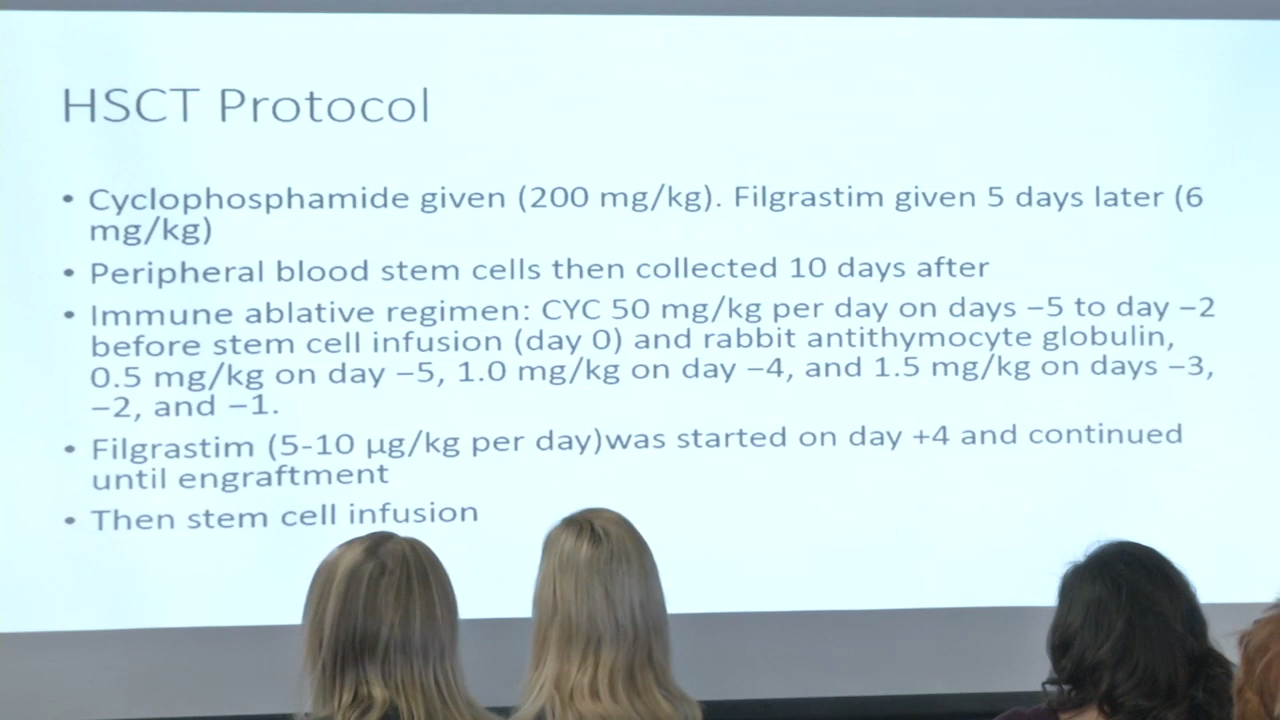 HSCT Protocol
• Cyclophosphamide given (200 mg/kg). Filgrastim given 5 days later (6
mg/kg)
• Peripheral blood stem cells then collected 10 days after
• Immune ablative regimen: CYC 50 mg/kg per day on days −5 to day −2
before stem cell infusion (day 0) and rabbit antithymocyte globulin,
0.5 mg/kg on day −5, 1.0 mg/kg on day −4, and 1.5 mg/kg on days −3,
−2, and −1.
• Filgrastim (5-10 μg/kg per day)was started on day +4 and continued
until engraftment
• Then stem cell infusion